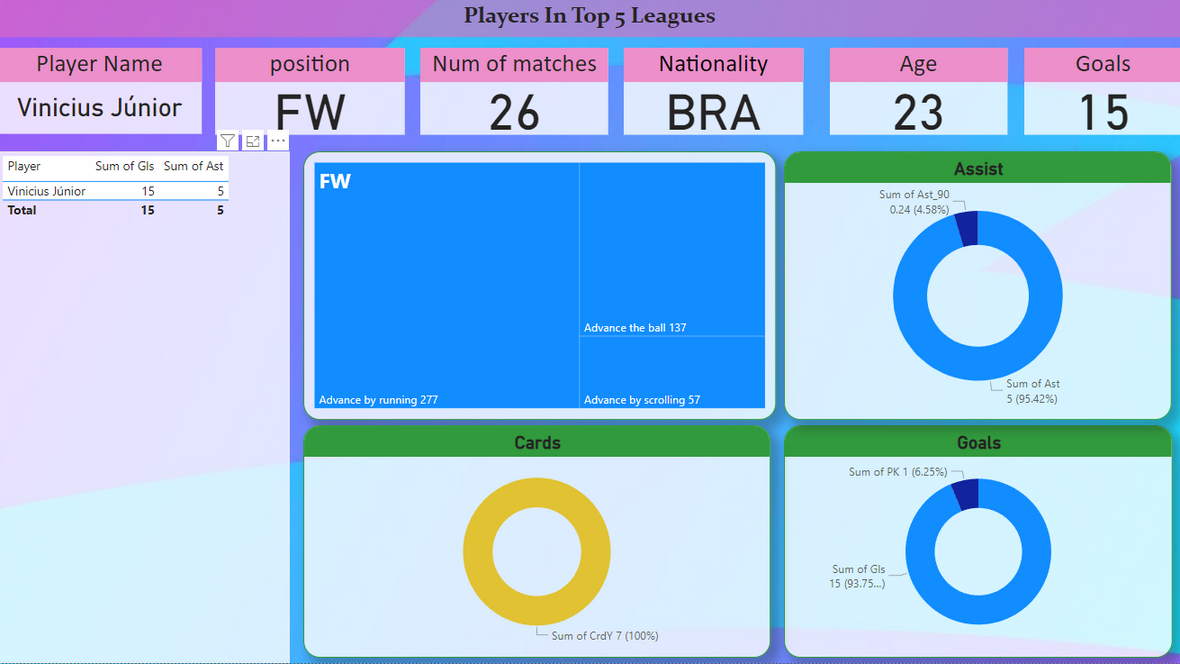 Players In Top 5 Leagues
Player Name
Vinicius Júnior
position
FW
Num of matches
26
Nationality
BRA
Age
23
Goals
15
Player Sum of Gls Sum of Ast
Vinicius Júnior 15 5
Total 15 5
FW
Advance by running 277
Advance the ball 137
Advance by scrolling 57
Assist
Sum of Ast_90
0.24 (4.58%)
Sum of Ast
5 (95.42%)
Cards
Sum of CrdY 7 (100%)
Goals
Sum of PK 1 (6.25%)
Sum of Gls
15 (93.75...)